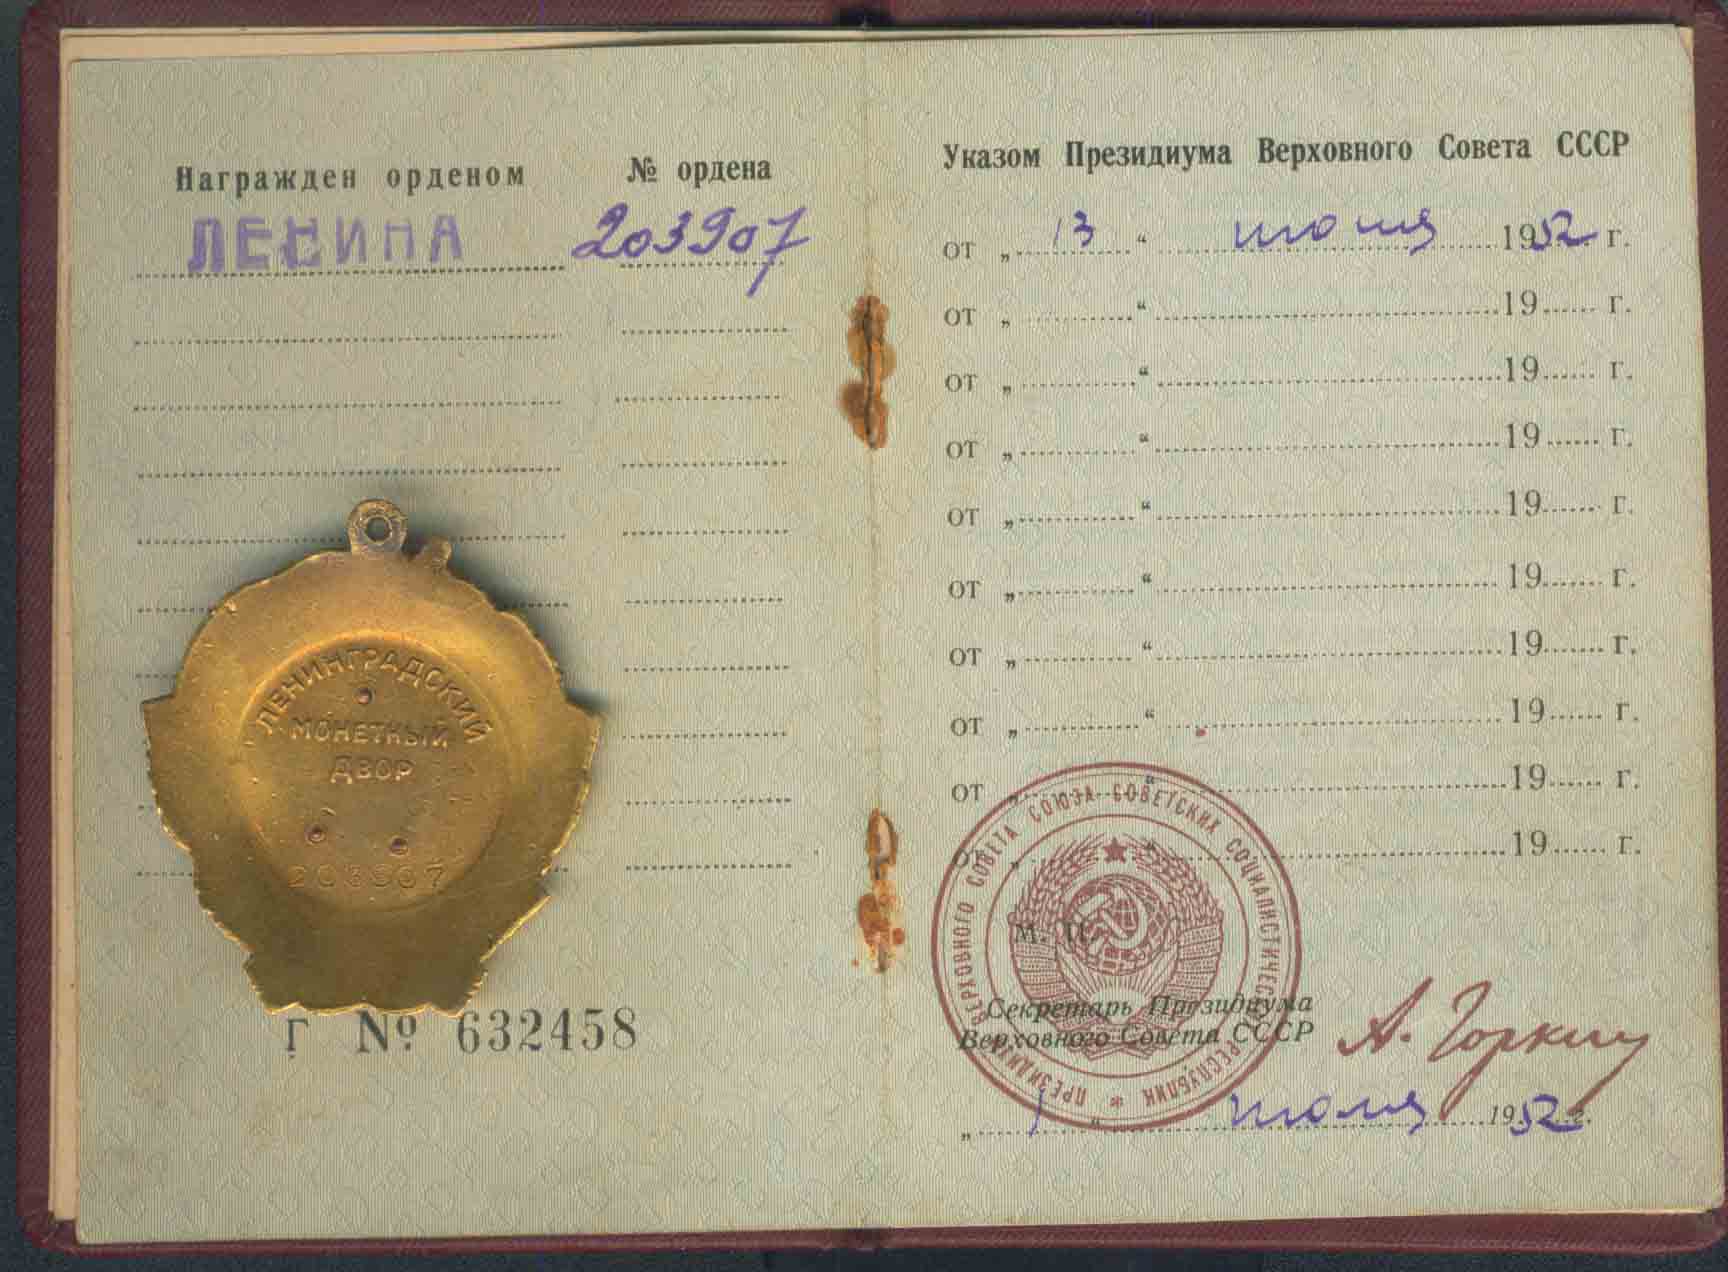 Награжден орденом № ордена
ЛЕНИНА 203907
ЛЕНИНГРАДСКИЙ
МОНЕТНЫЙ
ДВОР
203907
Г № 632458
Указом Президиума Верховного Совета СССР
от „ 13 “ июня 1952 г.
от „ “ 19 г.
от „ “ 19 г.
от „ “ 19 г.
от „ “ 19 г.
от „ “ 19 г.
от „ “ 19 г.
от „ “ 19 г.
от „ “ 19 г.
от „ “ 19 г.
ПРЕЗИДИУМ ВЕРХОВНОГО СОВЕТА СОЮЗА СОВЕТСКИХ СОЦИАЛИСТИЧЕСКИХ РЕСПУБЛИК *
М. П.
Секретарь Президиума
Верховного Совета СССР
А. Горкин
„ 1 “ июля 1952 г.